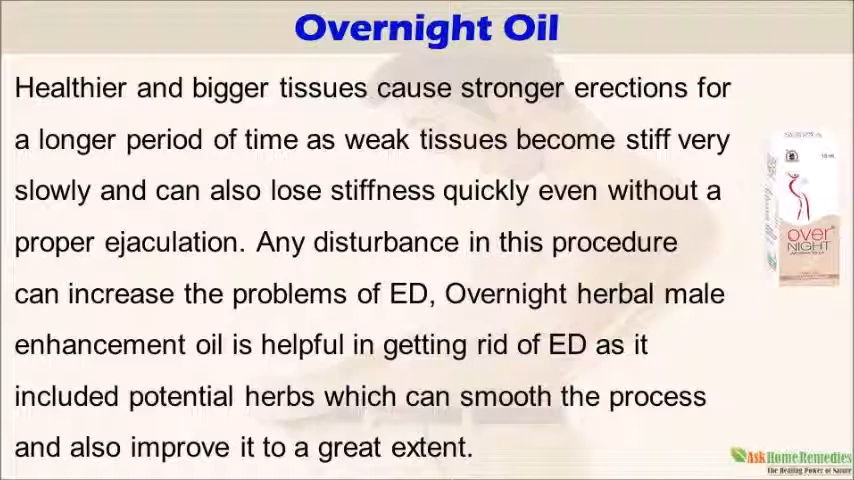 Overnight Oil
Healthier and bigger tissues cause stronger erections for
a longer period of time as weak tissues become stiff very
slowly and can also lose stiffness quickly even without a
proper ejaculation. Any disturbance in this procedure
can increase the problems of ED, Overnight herbal male
enhancement oil is helpful in getting rid of ED as it
included potential herbs which can smooth the process
and also improve it to a great extent.
over
NIGHT
AskHomeRemedies
The Healing Power of Nature